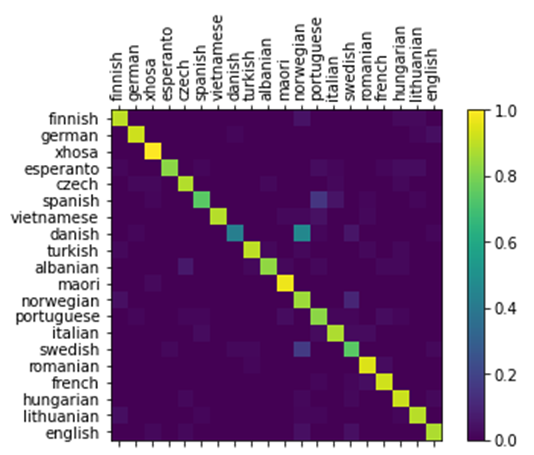 finnish
german
xhosa
esperanto
czech
spanish
vietnamese
danish
turkish
albanian
maori
norwegian
portuguese
italian
swedish
romanian
french
hungarian
lithuanian
english
finnish
german
xhosa
esperanto
czech
spanish
vietnamese
danish
turkish
albanian
maori
norwegian
portuguese
italian
swedish
romanian
french
hungarian
lithuanian
english
1.0
0.8
0.6
0.4
0.2
0.0